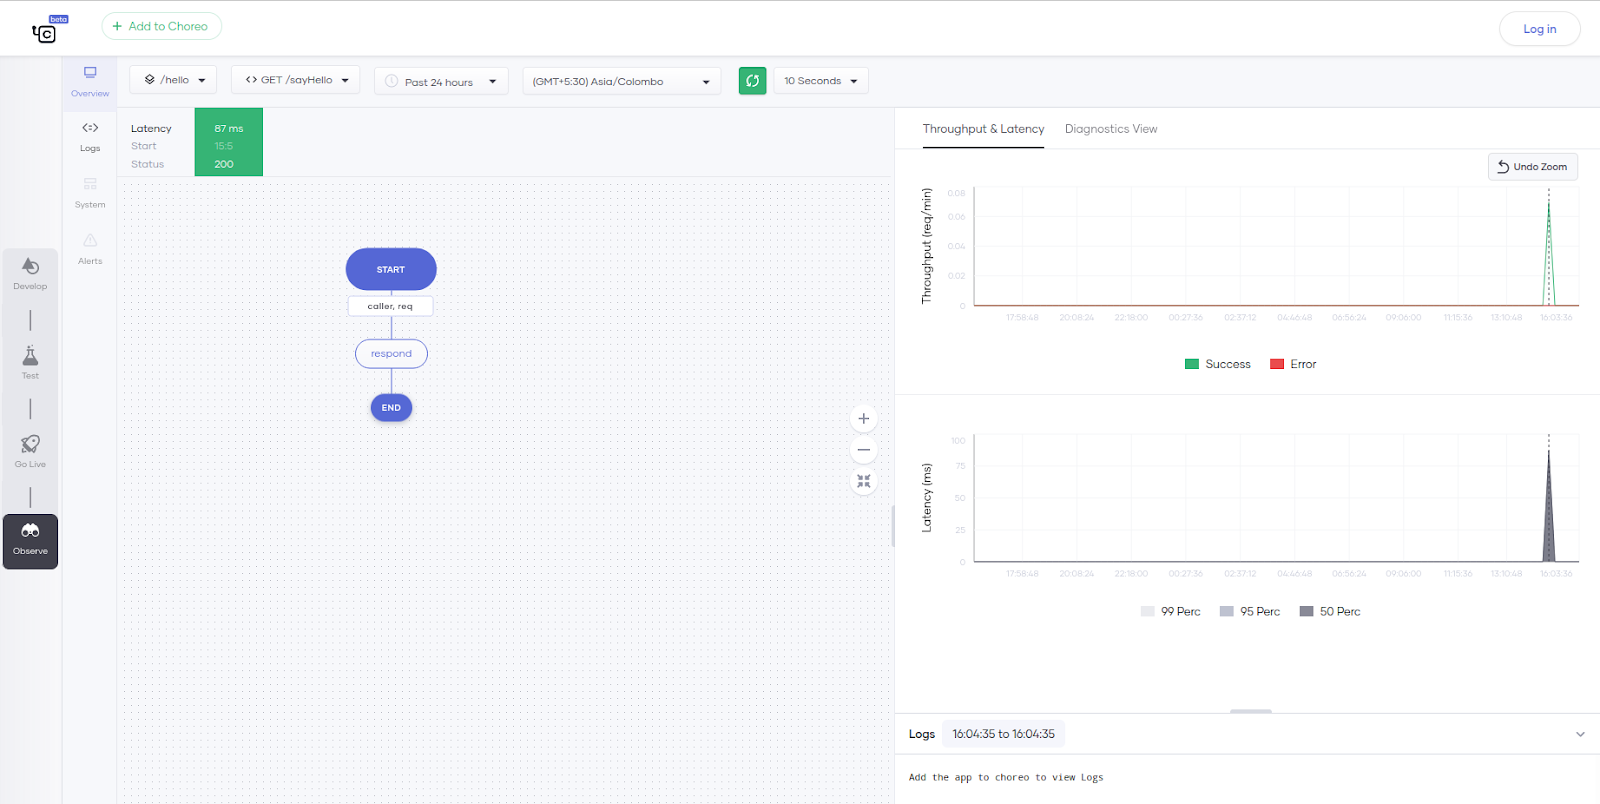 beta
C
+ Add to Choreo
Log in
Overview
Logs
System
Alerts
Develop
Test
Go Live
Observe
/hello
GET /sayHello
Past 24 hours
(GMT+5:30) Asia/Colombo
10 Seconds
Latency 87 ms
Start 15:5
Status 200
START
caller, req
respond
END
Throughput & Latency
Diagnostics View
Undo Zoom
Throughput (req/min)
0.08
0.06
0.04
0.02
0
17:58:48 20:08:24 22:18:00 00:27:36 02:37:12 04:46:48 06:56:24 09:06:00 11:15:36 13:10:48 16:03:36
Success Error
Latency (ms)
100
75
50
25
0
17:58:48 20:08:24 22:18:00 00:27:36 02:37:12 04:46:48 06:56:24 09:06:00 11:15:36 13:10:48 16:03:36
99 Perc 95 Perc 50 Perc
Logs 16:04:35 to 16:04:35
Add the app to choreo to view Logs